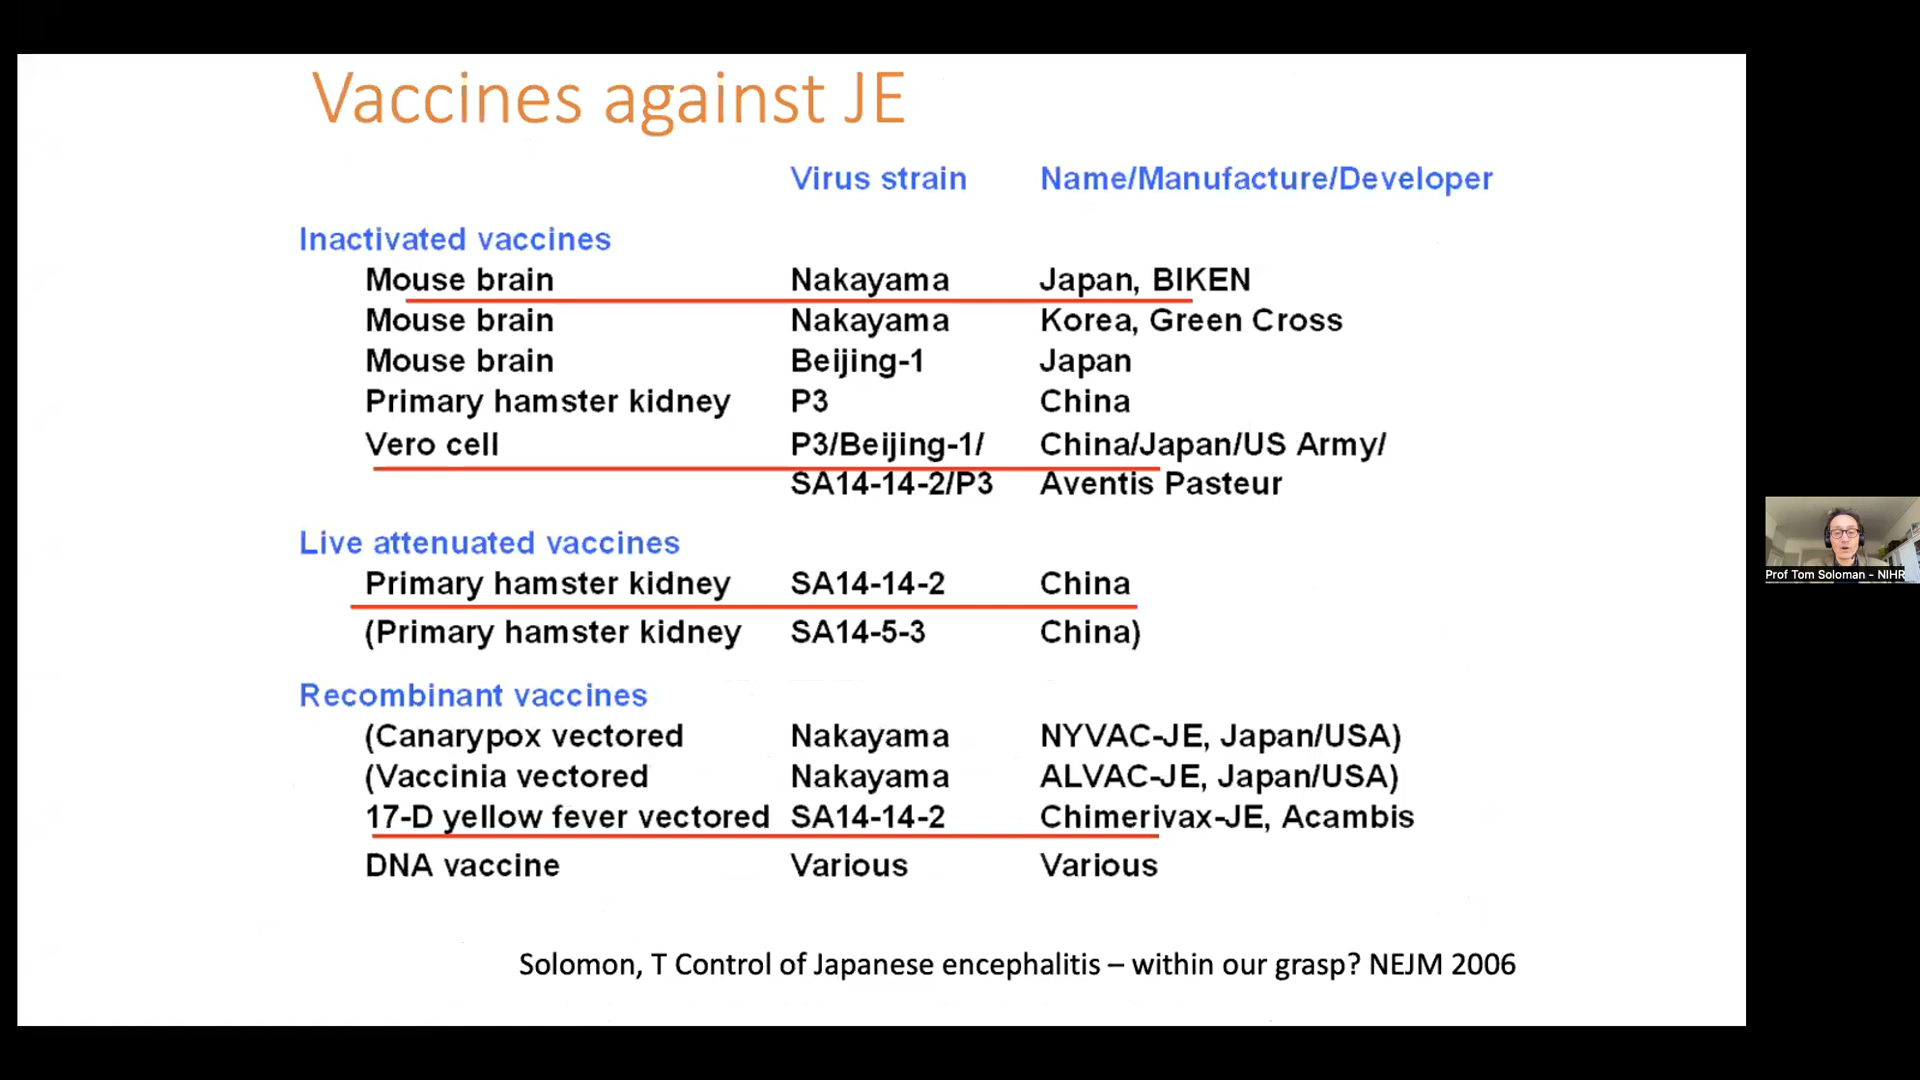 Vaccines against JE
Virus strain Name/Manufacture/Developer
Inactivated vaccines
Mouse brain Nakayama Japan, BIKEN
Mouse brain Nakayama Korea, Green Cross
Mouse brain Beijing-1 Japan
Primary hamster kidney P3 China
Vero cell P3/Beijing-1/ China/Japan/US Army/
SA14-14-2/P3 Aventis Pasteur
Live attenuated vaccines
Primary hamster kidney SA14-14-2 China
(Primary hamster kidney SA14-5-3 China)
Recombinant vaccines
(Canarypox vectored Nakayama NYVAC-JE, Japan/USA)
(Vaccinia vectored Nakayama ALVAC-JE, Japan/USA)
17-D yellow fever vectored SA14-14-2 Chimerivax-JE, Acambis
DNA vaccine Various Various
Solomon, T Control of Japanese encephalitis – within our grasp? NEJM 2006
Prof Tom Soloman - NIHR